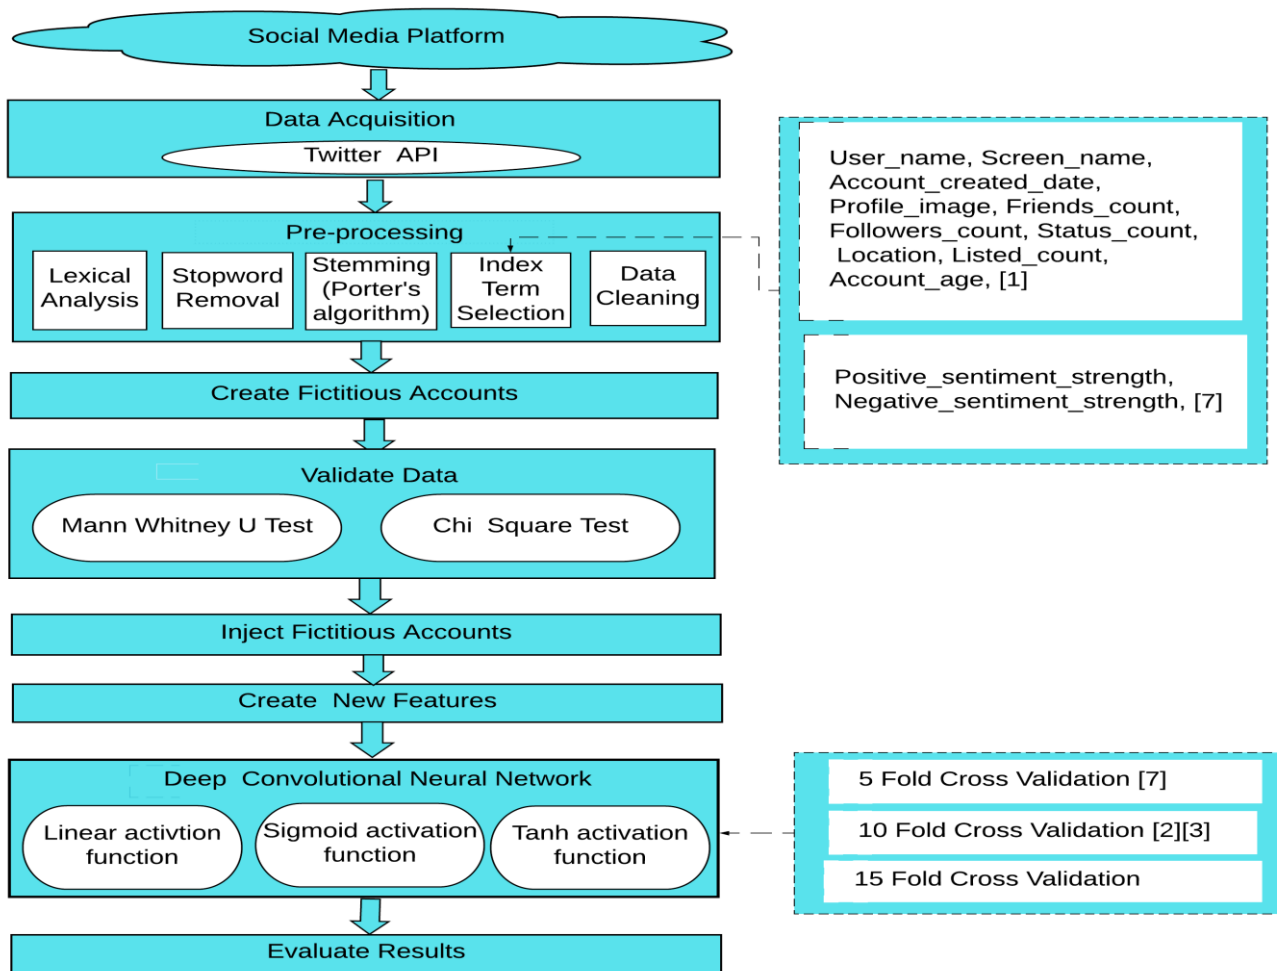 Social Media Platform
Data Acquisition
Twitter API
Pre-processing
Lexical
Analysis
Stopword
Removal
Stemming
(Porter's
algorithm)
Index
Term
Selection
Data
Cleaning
User_name, Screen_name,
Account_created_date,
Profile_image, Friends_count,
Followers_count, Status_count,
Location, Listed_count,
Account_age, [1]
Positive_sentiment_strength,
Negative_sentiment_strength, [7]
Create Fictitious Accounts
Validate Data
Mann Whitney U Test
Chi Square Test
Inject Fictitious Accounts
Create New Features
Deep Convolutional Neural Network
Linear activtion
function
Sigmoid activation
function
Tanh activation
function
5 Fold Cross Validation [7]
10 Fold Cross Validation [2][3]
15 Fold Cross Validation
Evaluate Results